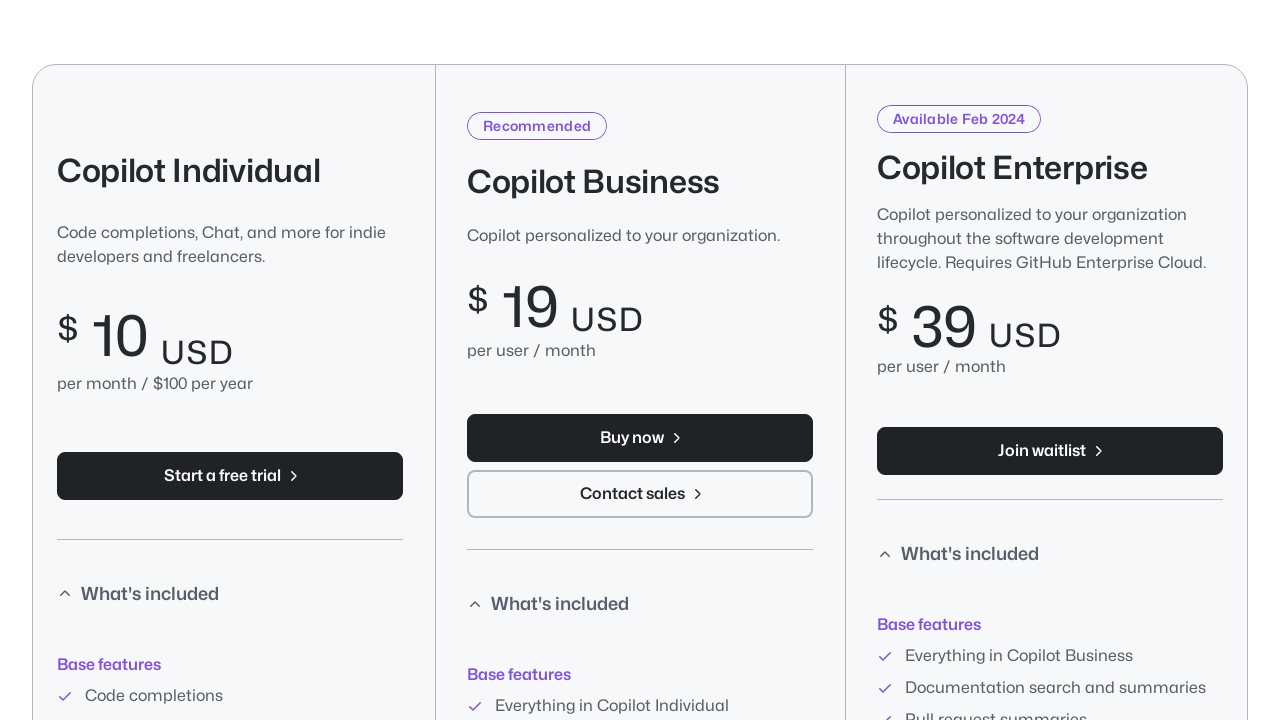 Copilot Individual
Code completions, Chat, and more for indie
developers and freelancers.
$ 10 USD
per month / $100 per year
Start a free trial
What's included
Base features
Code completions
Recommended
Copilot Business
Copilot personalized to your organization.
$ 19 USD
per user / month
Buy now
Contact sales
What's included
Base features
Everything in Copilot Individual
Available Feb 2024
Copilot Enterprise
Copilot personalized to your organization
throughout the software development
lifecycle. Requires GitHub Enterprise Cloud.
$ 39 USD
per user / month
Join waitlist
What's included
Base features
Everything in Copilot Business
Documentation search and summaries
Pull request summaries